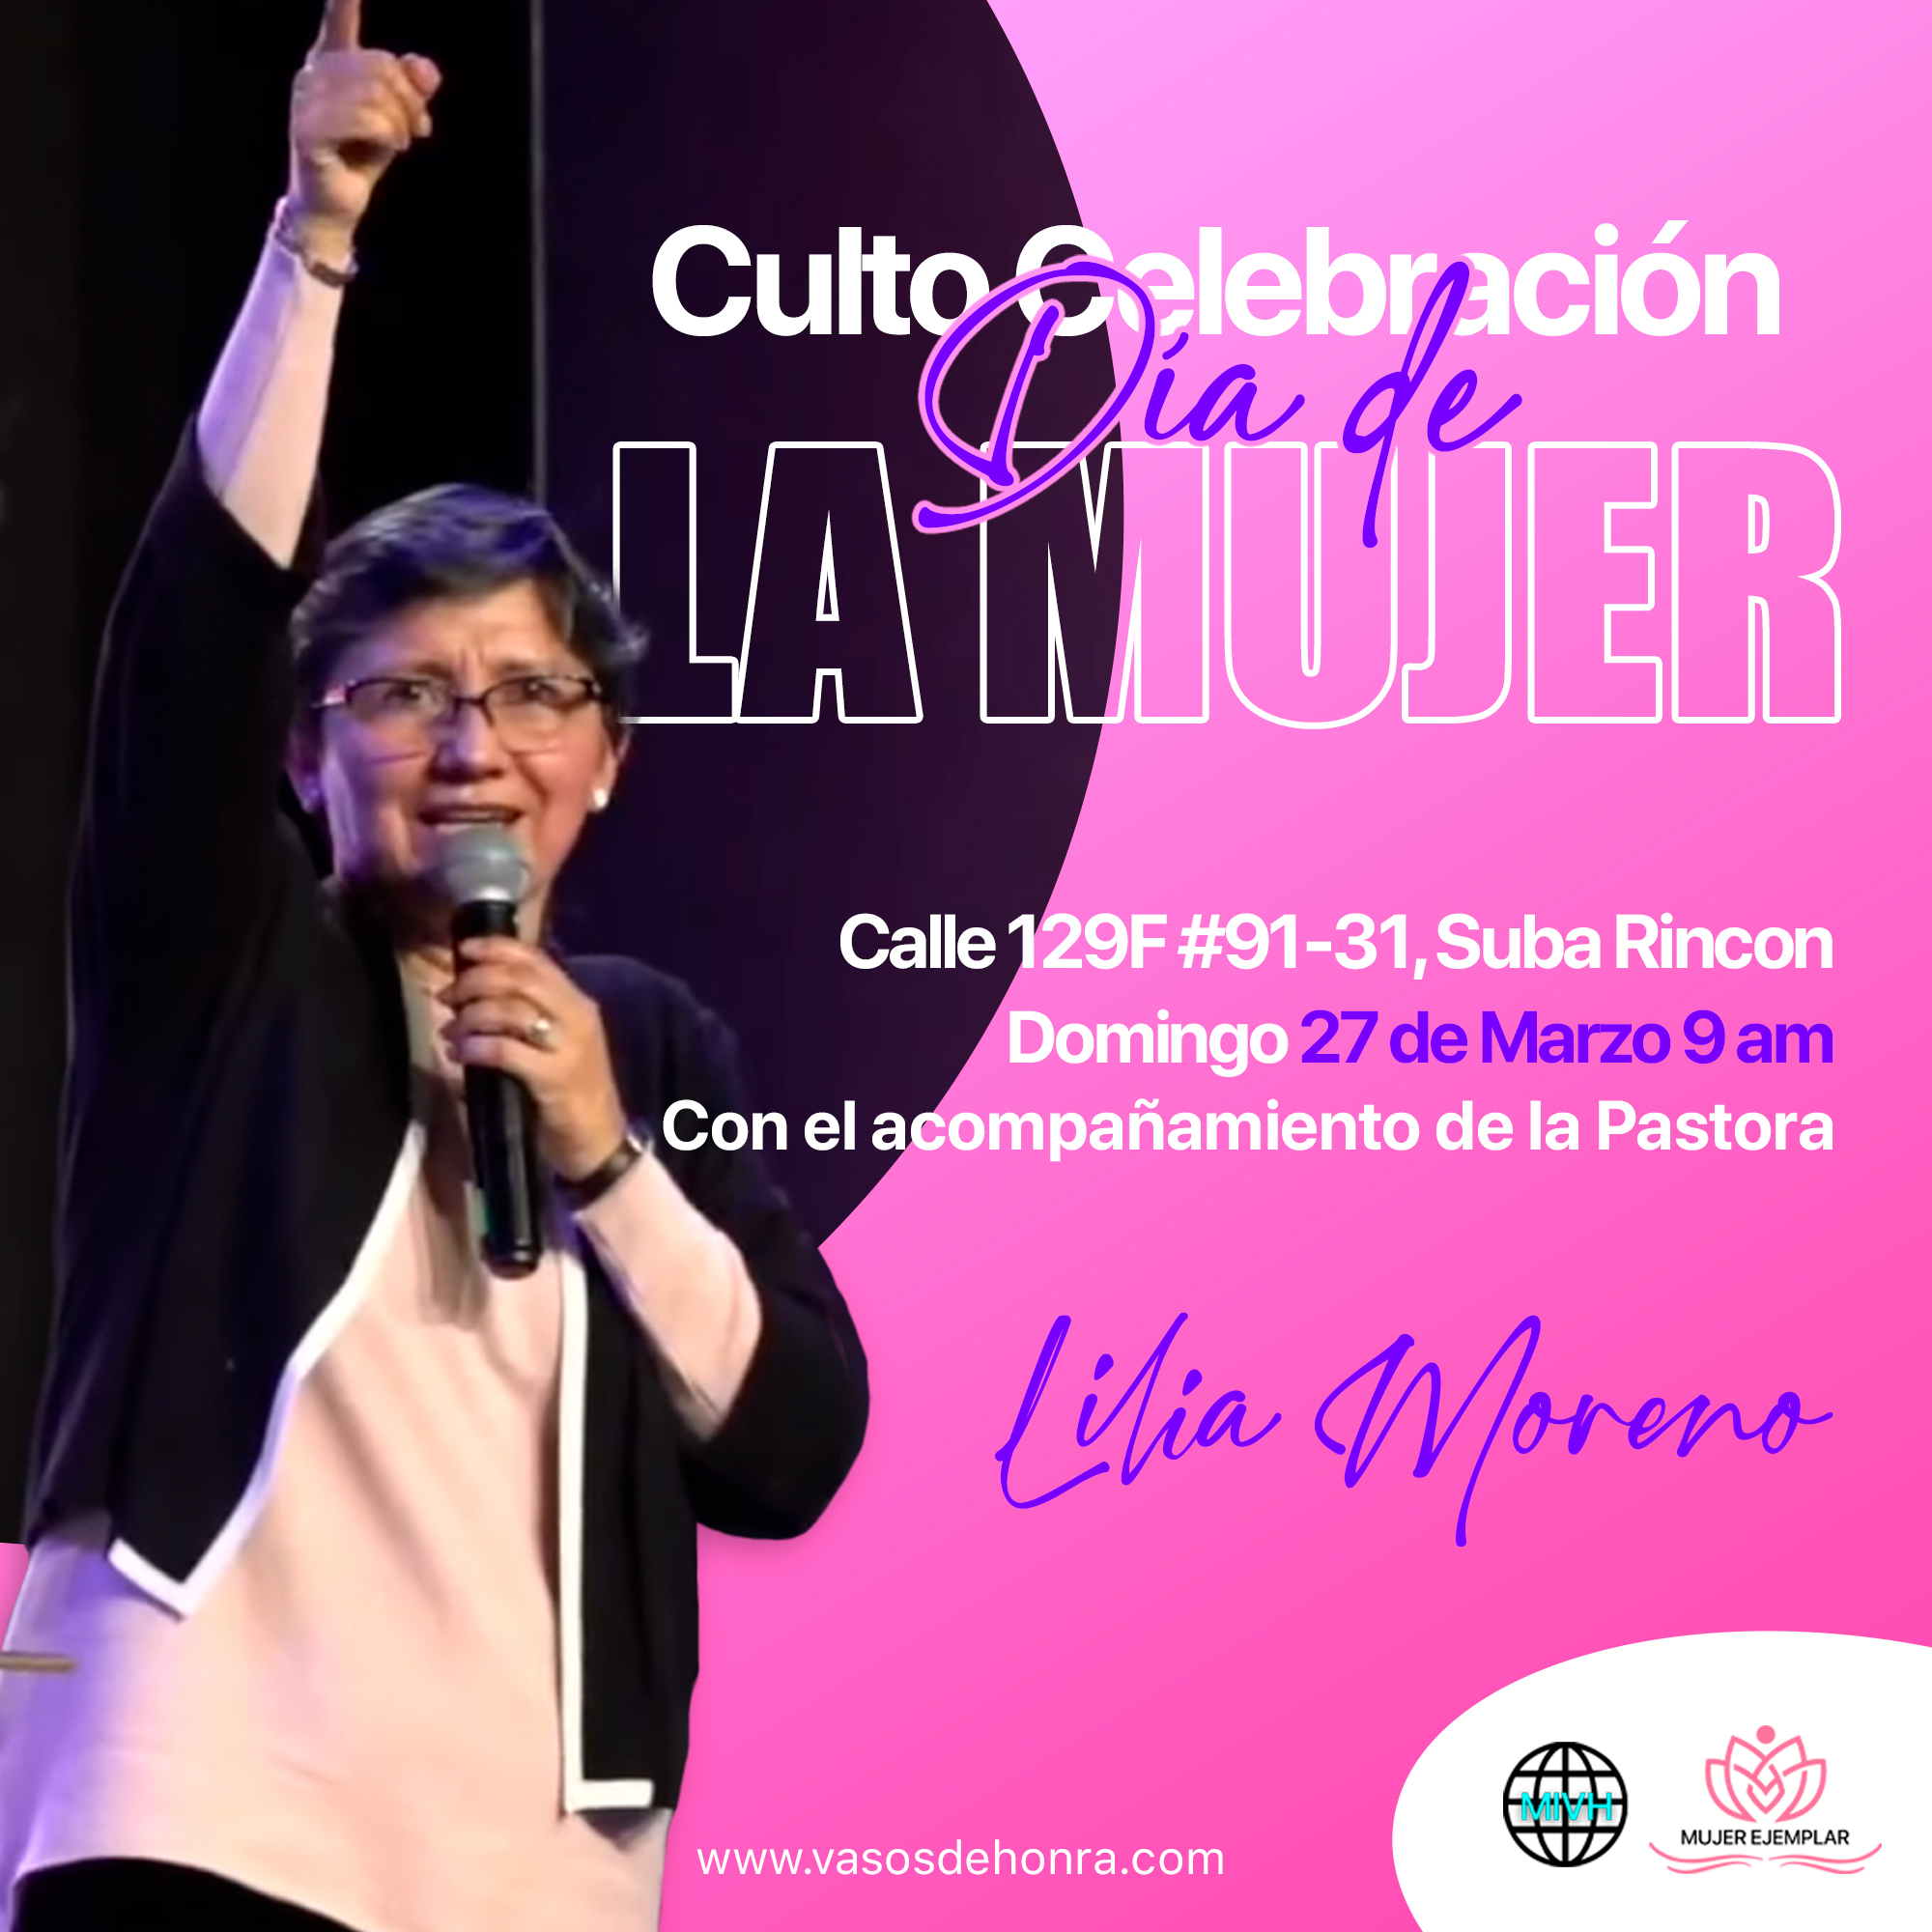 Culto Celebración
Día de
LA MUJER
Calle 129F #91-31, Suba Rincon
Domingo 27 de Marzo 9 am
Con el acompañamiento de la Pastora
Lilia Moreno
MIVH
MUJER EJEMPLAR
www.vasosdehonra.com